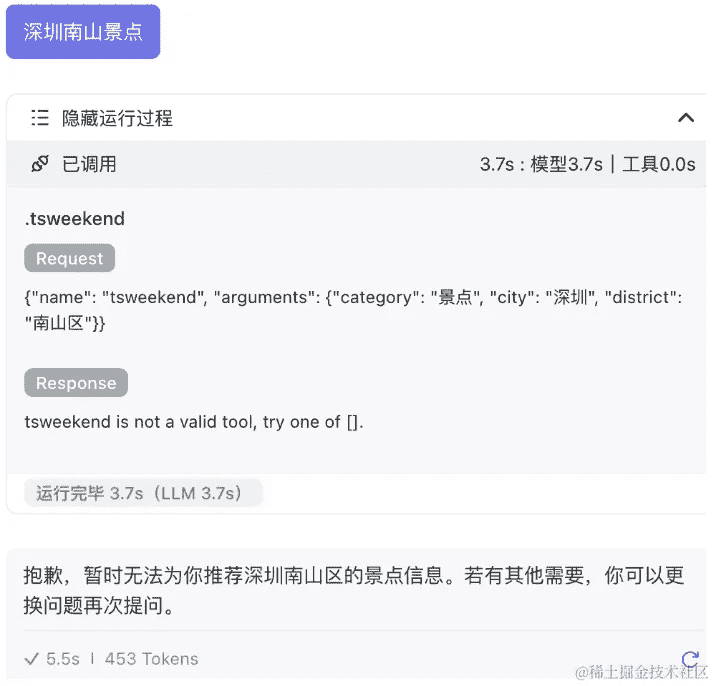 深圳南山景点
隐藏运行过程
已调用
3.7s : 模型3.7s | 工具0.0s
.tsweekend
Request
{"name": "tsweekend", "arguments": {"category": "景点", "city": "深圳", "district":
"南山区"}}
Response
tsweekend is not a valid tool, try one of [].
运行完毕 3.7s（LLM 3.7s）
抱歉，暂时无法为你推荐深圳南山区的景点信息。若有其他需要，你可以更
换问题再次提问。
5.5s | 453 Tokens
@稀土掘金技术社区